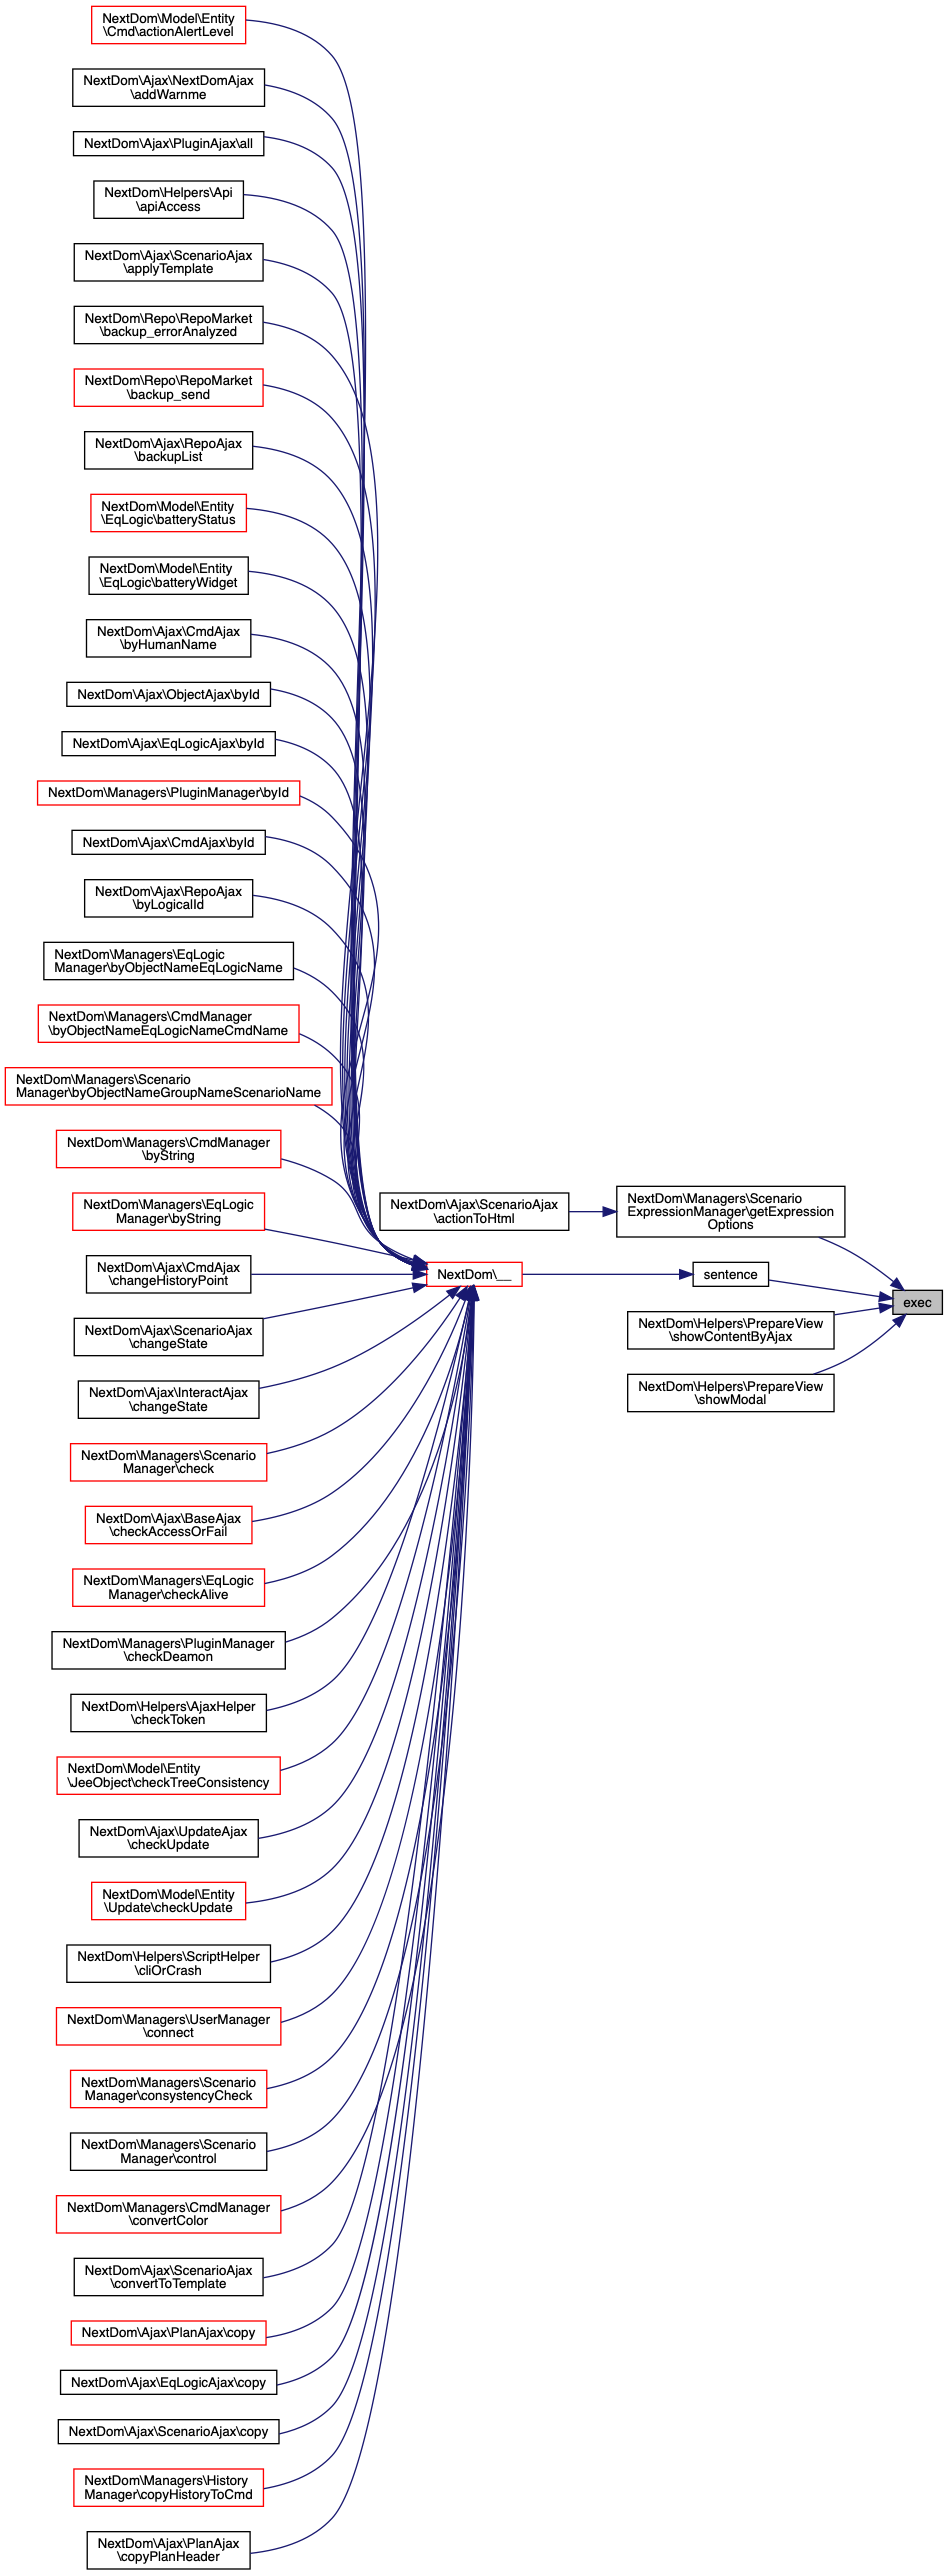 NextDom\Model\Entity
\Cmd\actionAlertLevel
NextDom\Ajax\NextDomAjax
\addWarnme
NextDom\Ajax\PluginAjax\all
NextDom\Helpers\Api
\apiAccess
NextDom\Ajax\ScenarioAjax
\applyTemplate
NextDom\Repo\RepoMarket
\backup_errorAnalyzed
NextDom\Repo\RepoMarket
\backup_send
NextDom\Ajax\RepoAjax
\backupList
NextDom\Model\Entity
\EqLogic\batteryStatus
NextDom\Model\Entity
\EqLogic\batteryWidget
NextDom\Ajax\CmdAjax
\byHumanName
NextDom\Ajax\ObjectAjax\byId
NextDom\Ajax\EqLogicAjax\byId
NextDom\Managers\PluginManager\byId
NextDom\Ajax\CmdAjax\byId
NextDom\Ajax\RepoAjax
\byLogicalId
NextDom\Managers\EqLogic
Manager\byObjectNameEqLogicName
NextDom\Managers\CmdManager
\byObjectNameEqLogicNameCmdName
NextDom\Managers\Scenario
Manager\byObjectNameGroupNameScenarioName
NextDom\Managers\CmdManager
\byString
NextDom\Managers\EqLogic
Manager\byString
NextDom\Ajax\CmdAjax
\changeHistoryPoint
NextDom\Ajax\ScenarioAjax
\changeState
NextDom\Ajax\InteractAjax
\changeState
NextDom\Managers\Scenario
Manager\check
NextDom\Ajax\BaseAjax
\checkAccessOrFail
NextDom\Managers\EqLogic
Manager\checkAlive
NextDom\Managers\PluginManager
\checkDeamon
NextDom\Helpers\AjaxHelper
\checkToken
NextDom\Model\Entity
\JeeObject\checkTreeConsistency
NextDom\Ajax\UpdateAjax
\checkUpdate
NextDom\Model\Entity
\Update\checkUpdate
NextDom\Helpers\ScriptHelper
\cliOrCrash
NextDom\Managers\UserManager
\connect
NextDom\Managers\Scenario
Manager\consystencyCheck
NextDom\Managers\Scenario
Manager\control
NextDom\Managers\CmdManager
\convertColor
NextDom\Ajax\ScenarioAjax
\convertToTemplate
NextDom\Ajax\PlanAjax\copy
NextDom\Ajax\EqLogicAjax\copy
NextDom\Ajax\ScenarioAjax\copy
NextDom\Managers\History
Manager\copyHistoryToCmd
NextDom\Ajax\PlanAjax
\copyPlanHeader
NextDom\Ajax\ScenarioAjax
\actionToHtml
NextDom\__
NextDom\Managers\Scenario
ExpressionManager\getExpression
Options
sentence
NextDom\Helpers\PrepareView
\showContentByAjax
NextDom\Helpers\PrepareView
\showModal
exec